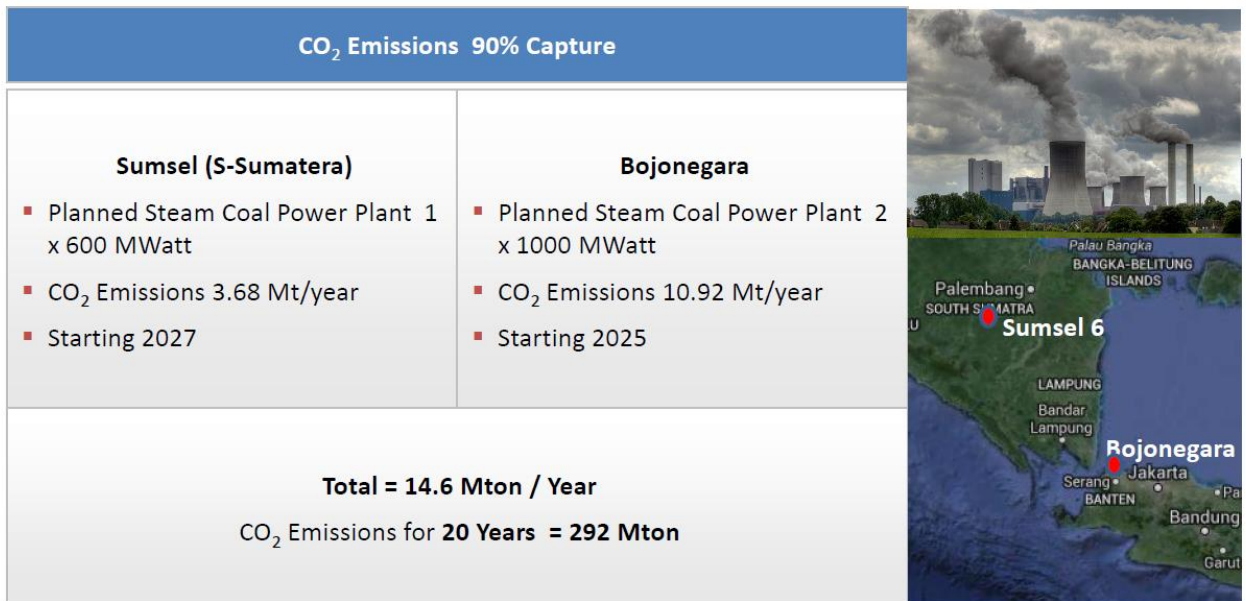 CO₂ Emissions 90% Capture
Sumsel (S-Sumatera)
▪ Planned Steam Coal Power Plant 1
x 600 MWatt
▪ CO₂ Emissions 3.68 Mt/year
▪ Starting 2027
Bojonegara
▪ Planned Steam Coal Power Plant 2
x 1000 MWatt
▪ CO₂ Emissions 10.92 Mt/year
▪ Starting 2025
Total = 14.6 Mton / Year
CO₂ Emissions for 20 Years = 292 Mton
Palau Bangka
BANGKA-BELITUNG
ISLANDS
Palembang
SOUTH SUMATRA
U
Sumsel 6
LAMPUNG
Bandar
Lampung
Bojonegara
Serang
Jakarta
BANTEN
Pa
Bandung
Garut